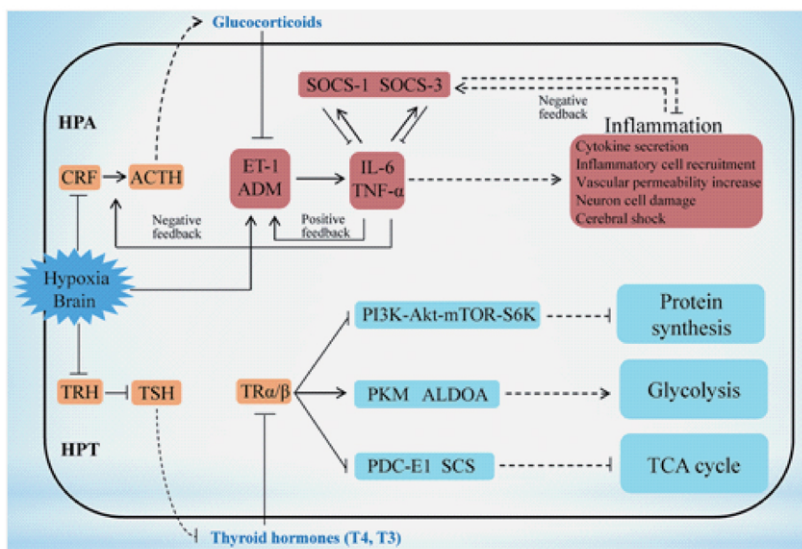 Glucocorticoids
HPA
SOCS-1 SOCS-3
Negative
feedback
Inflammation
CRF
ACTH
ET-1
ADM
IL-6
TNF-α
Cytokine secretion
Inflammatory cell recruitment
Vascular permeability increase
Neuron cell damage
Cerebral shock
Negative
feedback
Positive
feedback
Hypoxia
Brain
PI3K-Akt-mTOR-S6K
Protein
synthesis
TRH
TSH
TRα/β
PKM ALDOA
Glycolysis
HPT
PDC-E1 SCS
TCA cycle
Thyroid hormones (T4, T3)